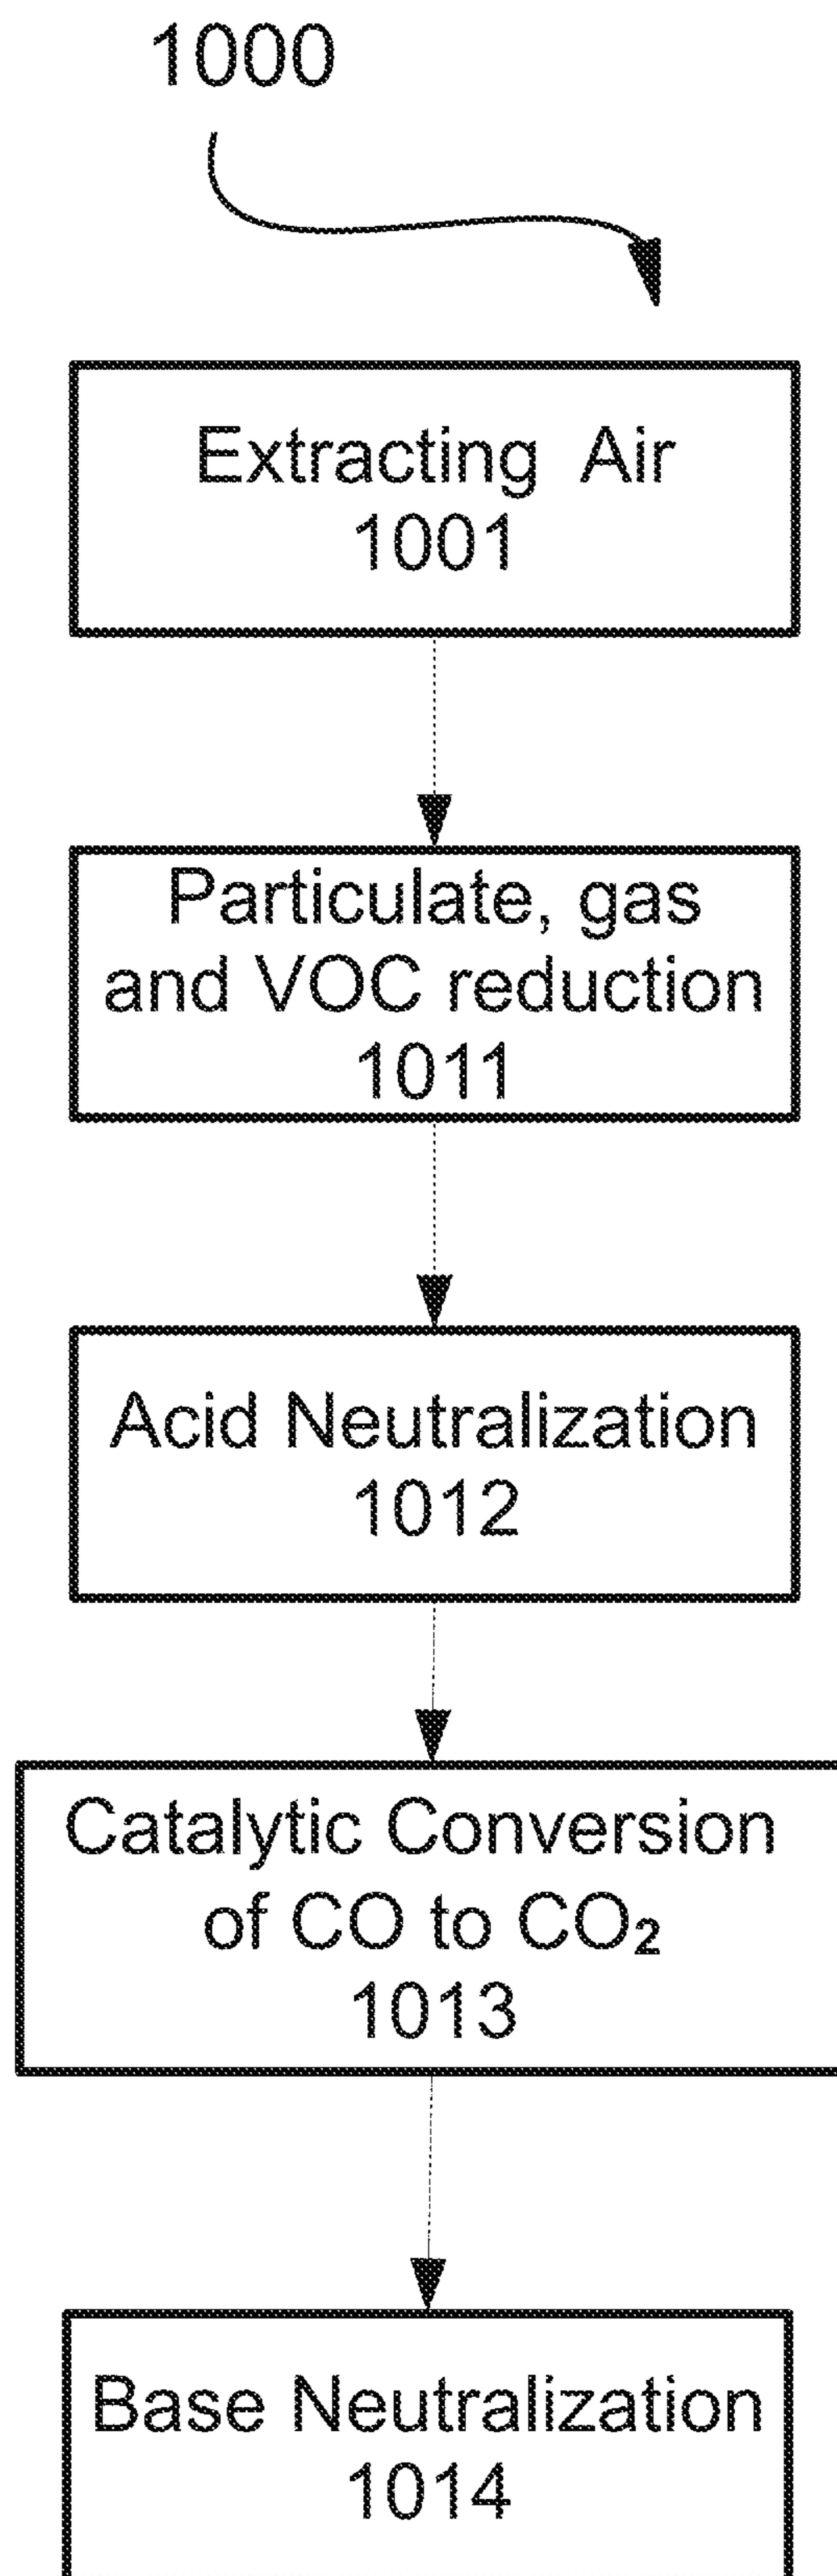 1000
Extracting Air
1001
Particulate, gas
and VOC reduction
1011
Acid Neutralization
1012
Catalytic Conversion
of CO to CO₂
1013
Base Neutralization
1014